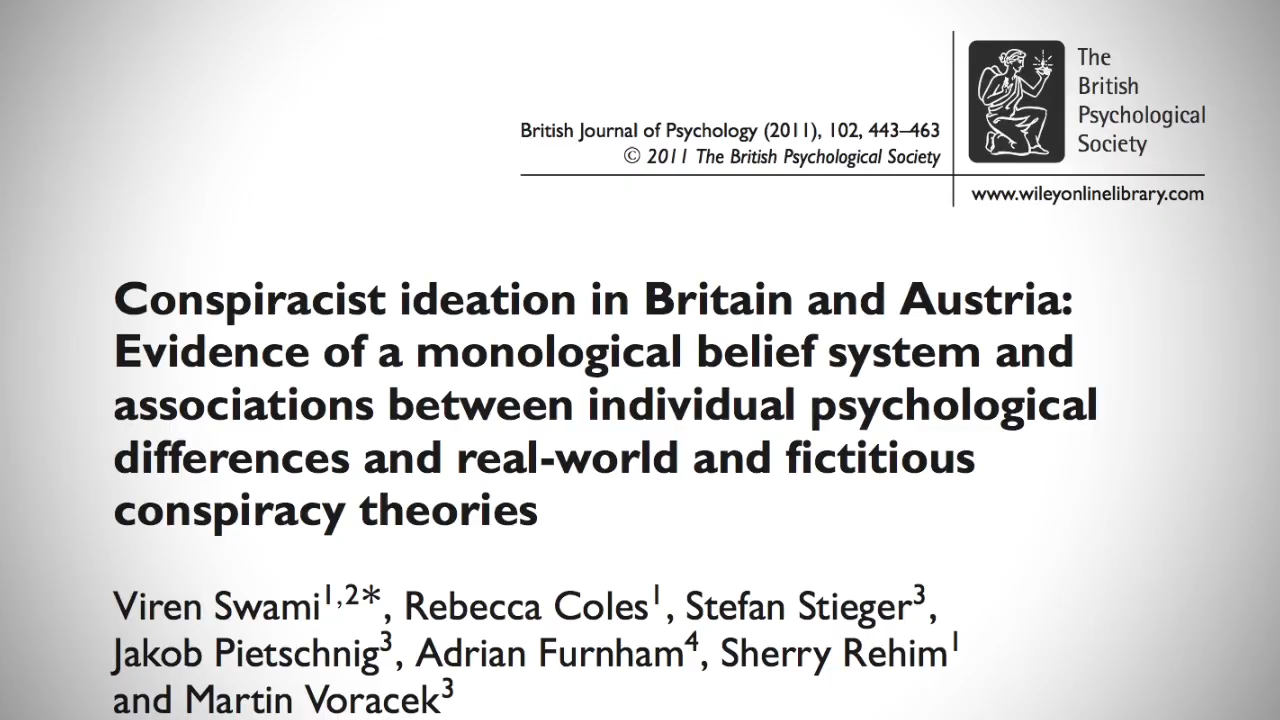 The
British
Psychological
Society
British Journal of Psychology (2011), 102, 443–463
© 2011 The British Psychological Society
www.wileyonlinelibrary.com
Conspiracist ideation in Britain and Austria:
Evidence of a monological belief system and
associations between individual psychological
differences and real-world and fictitious
conspiracy theories
Viren Swami1,2*, Rebecca Coles1, Stefan Stieger3,
Jakob Pietschnig3, Adrian Furnham4, Sherry Rehim1
and Martin Voracek3